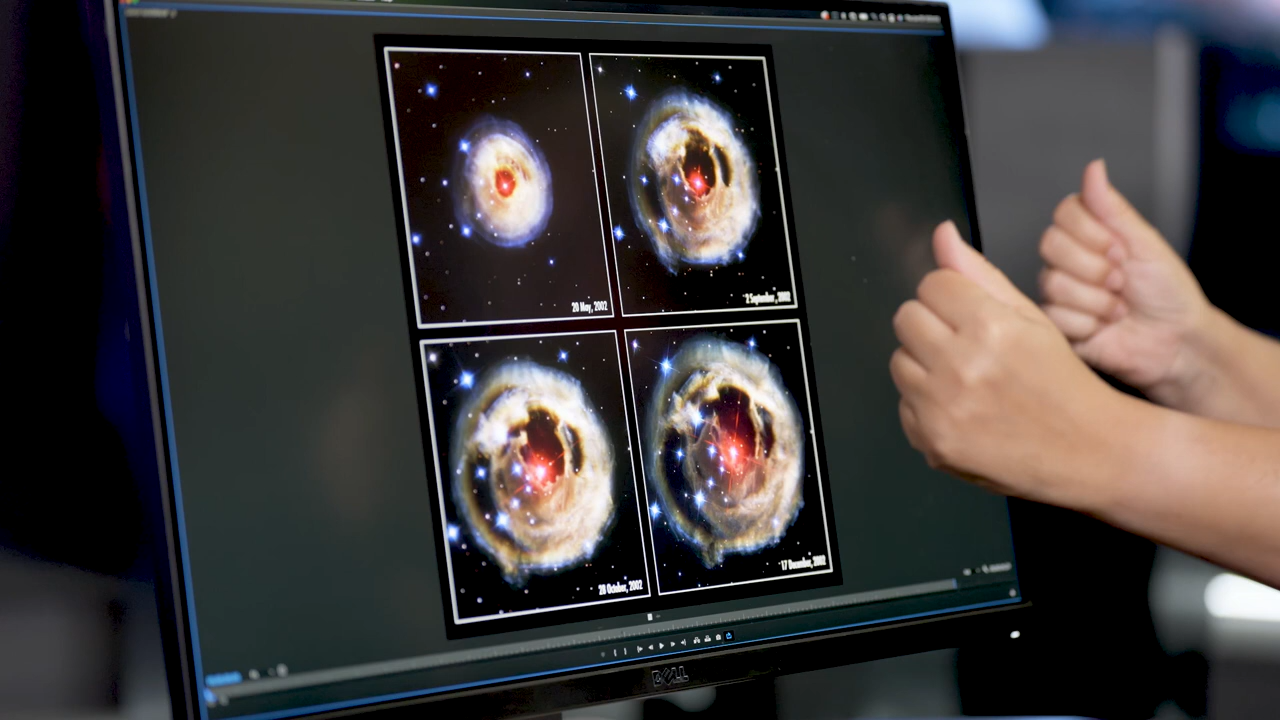 20 May, 2002
2 September, 2002
28 October, 2002
17 December, 2002
DELL